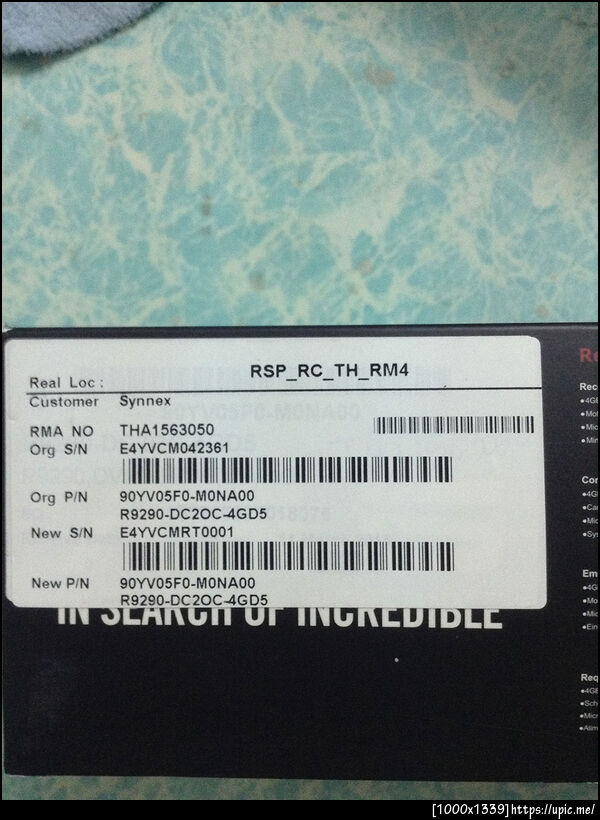 RSP_RC_TH_RM4
Real Loc :
Customer Synnex
RMA NO THA1563050
Org S/N E4YVCM042361
Org P/N 90YV05F0-M0NA00
R9290-DC2OC-4GD5
New S/N E4YVCMRT0001
New P/N 90YV05F0-M0NA00
R9290-DC2OC-4GD5
IN SEARCH OF INCREDIBLE
[1000x1339]https://upic.me/